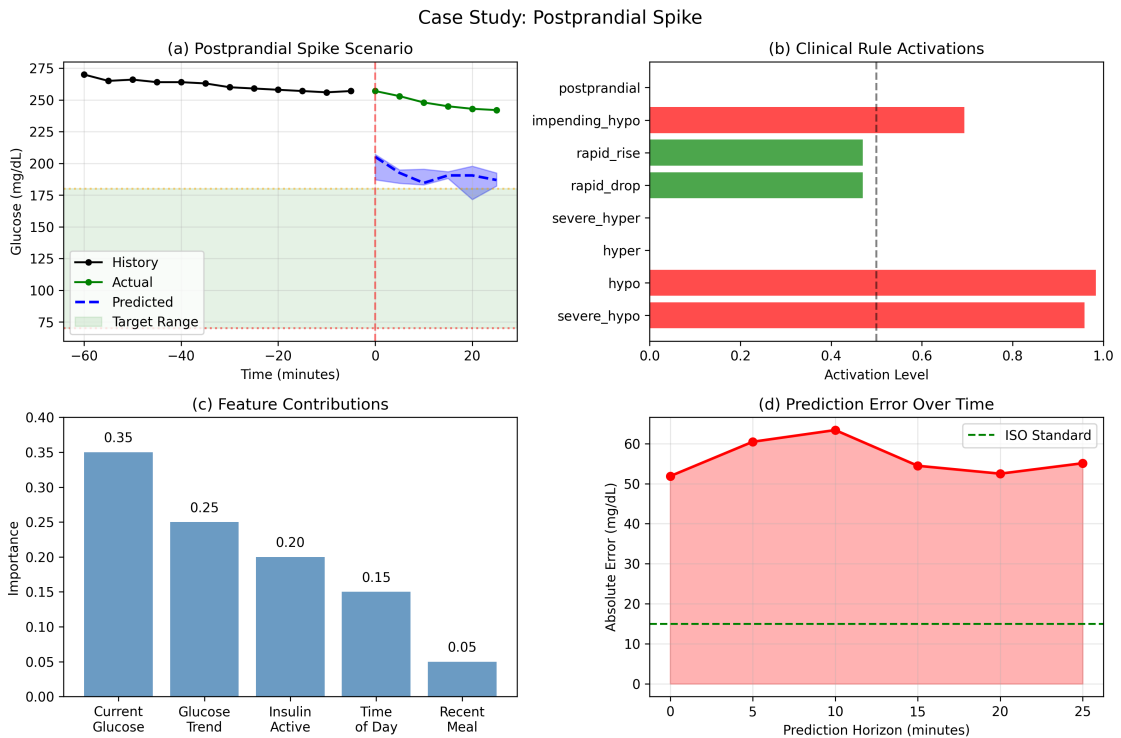 Case Study: Postprandial Spike
(a) Postprandial Spike Scenario
275
250
225
200
175
150
125
100
75
Glucose (mg/dL)
History
Actual
Predicted
Target Range
−60
−40
−20
0
20
Time (minutes)
(b) Clinical Rule Activations
postprandial
impending_hypo
rapid_rise
rapid_drop
severe_hyper
hyper
hypo
severe_hypo
0.0
0.2
0.4
0.6
0.8
1.0
Activation Level
(c) Feature Contributions
0.40
0.35
0.30
0.25
0.20
0.15
0.10
0.05
0.00
Importance
0.35
0.25
0.20
0.15
0.05
Current
Glucose
Glucose
Trend
Insulin
Active
Time
of Day
Recent
Meal
(d) Prediction Error Over Time
60
50
40
30
20
10
0
Absolute Error (mg/dL)
ISO Standard
0
5
10
15
20
25
Prediction Horizon (minutes)